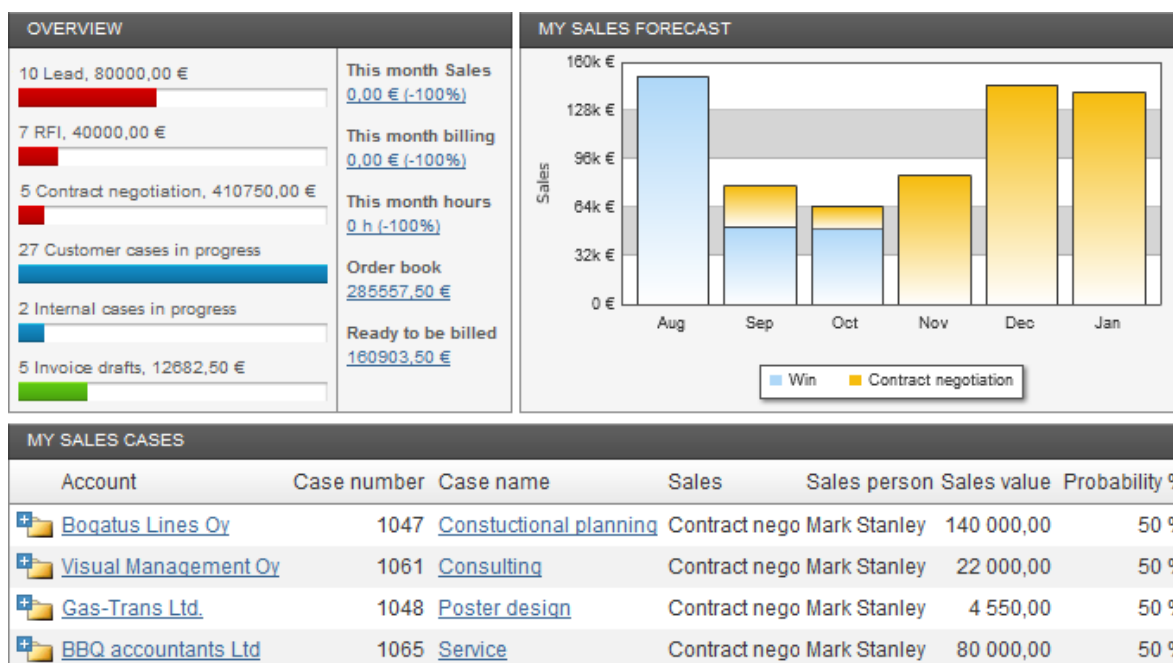 OVERVIEW
10 Lead, 80000,00 €
7 RFI, 40000,00 €
5 Contract negotiation, 410750,00 €
27 Customer cases in progress
2 Internal cases in progress
5 Invoice drafts, 12682,50 €
This month Sales
0,00 € (-100%)
This month billing
0,00 € (-100%)
This month hours
0 h (-100%)
Order book
285557,50 €
Ready to be billed
160903,50 €
MY SALES FORECAST
Sales
160k €
128k €
96k €
64k €
32k €
0 €
Aug Sep Oct Nov Dec Jan
Win Contract negotiation
MY SALES CASES
Account Case number Case name Sales Sales person Sales value Probability %
Bogatus Lines Oy 1047 Constuctional planning Contract nego Mark Stanley 140 000,00 50 %
Visual Management Oy 1061 Consulting Contract nego Mark Stanley 22 000,00 50 %
Gas-Trans Ltd. 1048 Poster design Contract nego Mark Stanley 4 550,00 50 %
BBQ accountants Ltd 1065 Service Contract nego Mark Stanley 80 000,00 50 %